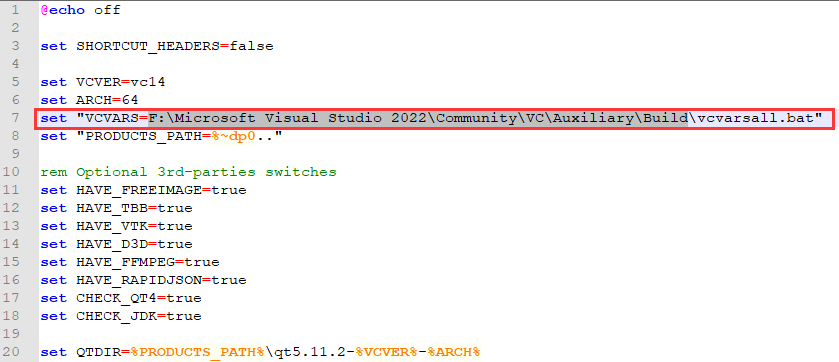 1 @echo off
2
3 set SHORTCUT_HEADERS=false
4
5 set VCVER=vc14
6 set ARCH=64
7 set "VCVARS=F:\Microsoft Visual Studio 2022\Community\VC\Auxiliary\Build\vcvarsall.bat"
8 set "PRODUCTS_PATH=%~dp0.."
9
10 rem Optional 3rd-parties switches
11 set HAVE_FREEIMAGE=true
12 set HAVE_TBB=true
13 set HAVE_VTK=true
14 set HAVE_D3D=true
15 set HAVE_FFMPEG=true
16 set HAVE_RAPIDJSON=true
17 set CHECK_QT4=true
18 set CHECK_JDK=true
19
20 set QTDIR=%PRODUCTS_PATH%\qt5.11.2-%VCVER%-%ARCH%